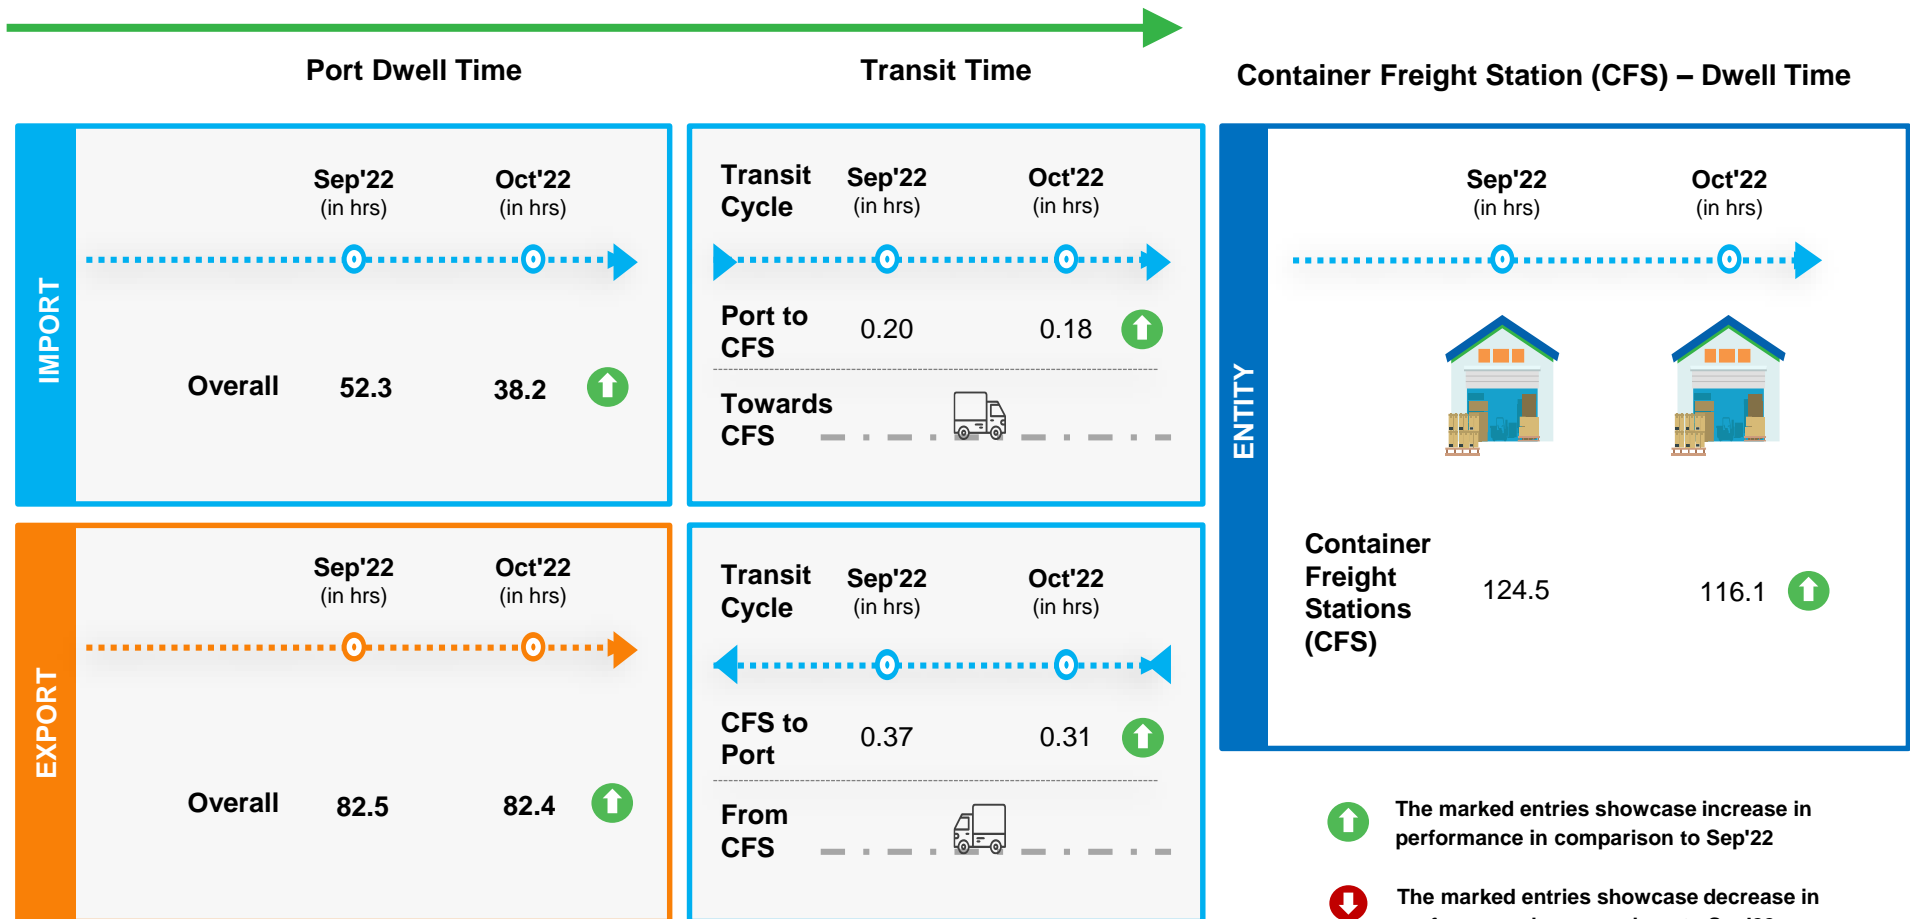 Port Dwell Time
Transit Time
Container Freight Station (CFS) – Dwell Time
IMPORT
Sep'22
(in hrs)
Oct'22
(in hrs)
Overall 52.3 38.2
Transit
Cycle
Sep'22
(in hrs)
Oct'22
(in hrs)
Port to
CFS
0.20 0.18
Towards
CFS
ENTITY
Sep'22
(in hrs)
Oct'22
(in hrs)
Container
Freight
Stations
(CFS)
124.5 116.1
EXPORT
Sep'22
(in hrs)
Oct'22
(in hrs)
Overall 82.5 82.4
Transit
Cycle
Sep'22
(in hrs)
Oct'22
(in hrs)
CFS to
Port
0.37 0.31
From
CFS
The marked entries showcase increase in
performance in comparison to Sep'22
The marked entries showcase decrease in